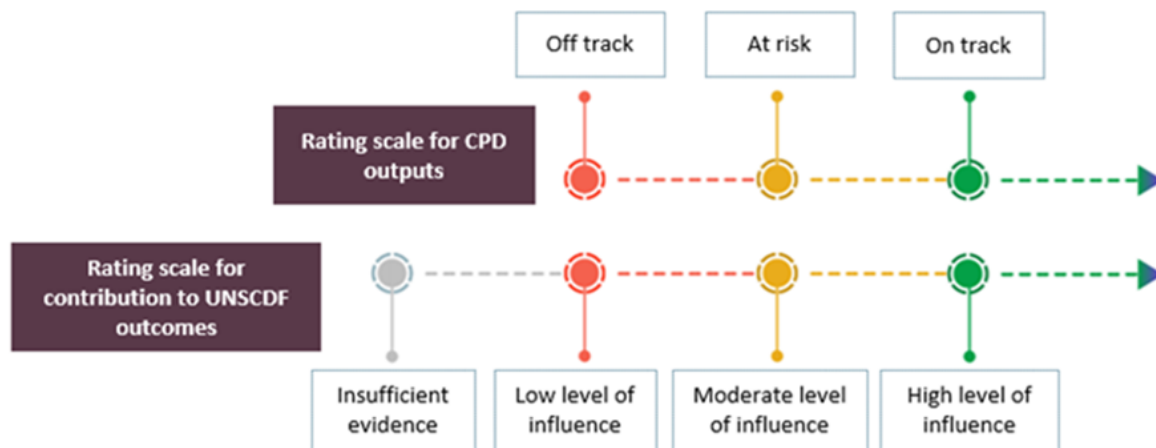 Off track
At risk
On track
Rating scale for CPD
outputs
Rating scale for
contribution to UNSCDF
outcomes
Insufficient
evidence
Low level of
influence
Moderate level
of influence
High level of
influence